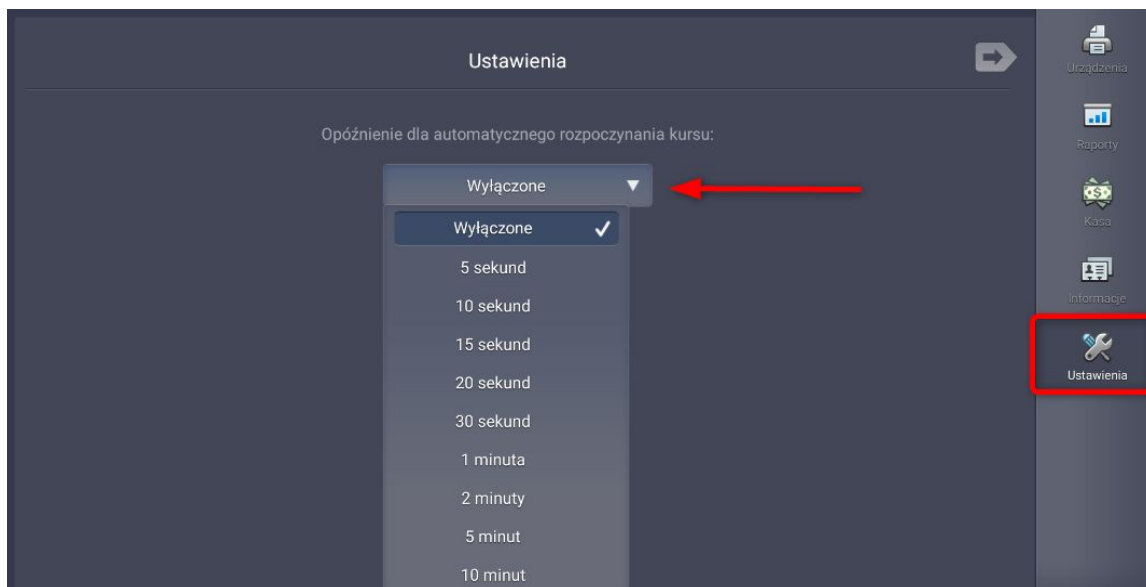 Ustawienia
Opóźnienie dla automatycznego rozpoczynania kursu:
Wyłączone
Wyłączone
5 sekund
10 sekund
15 sekund
20 sekund
30 sekund
1 minuta
2 minuty
5 minut
10 minut
Urządzenia
Raporty
Kasa
Informacje
Ustawienia